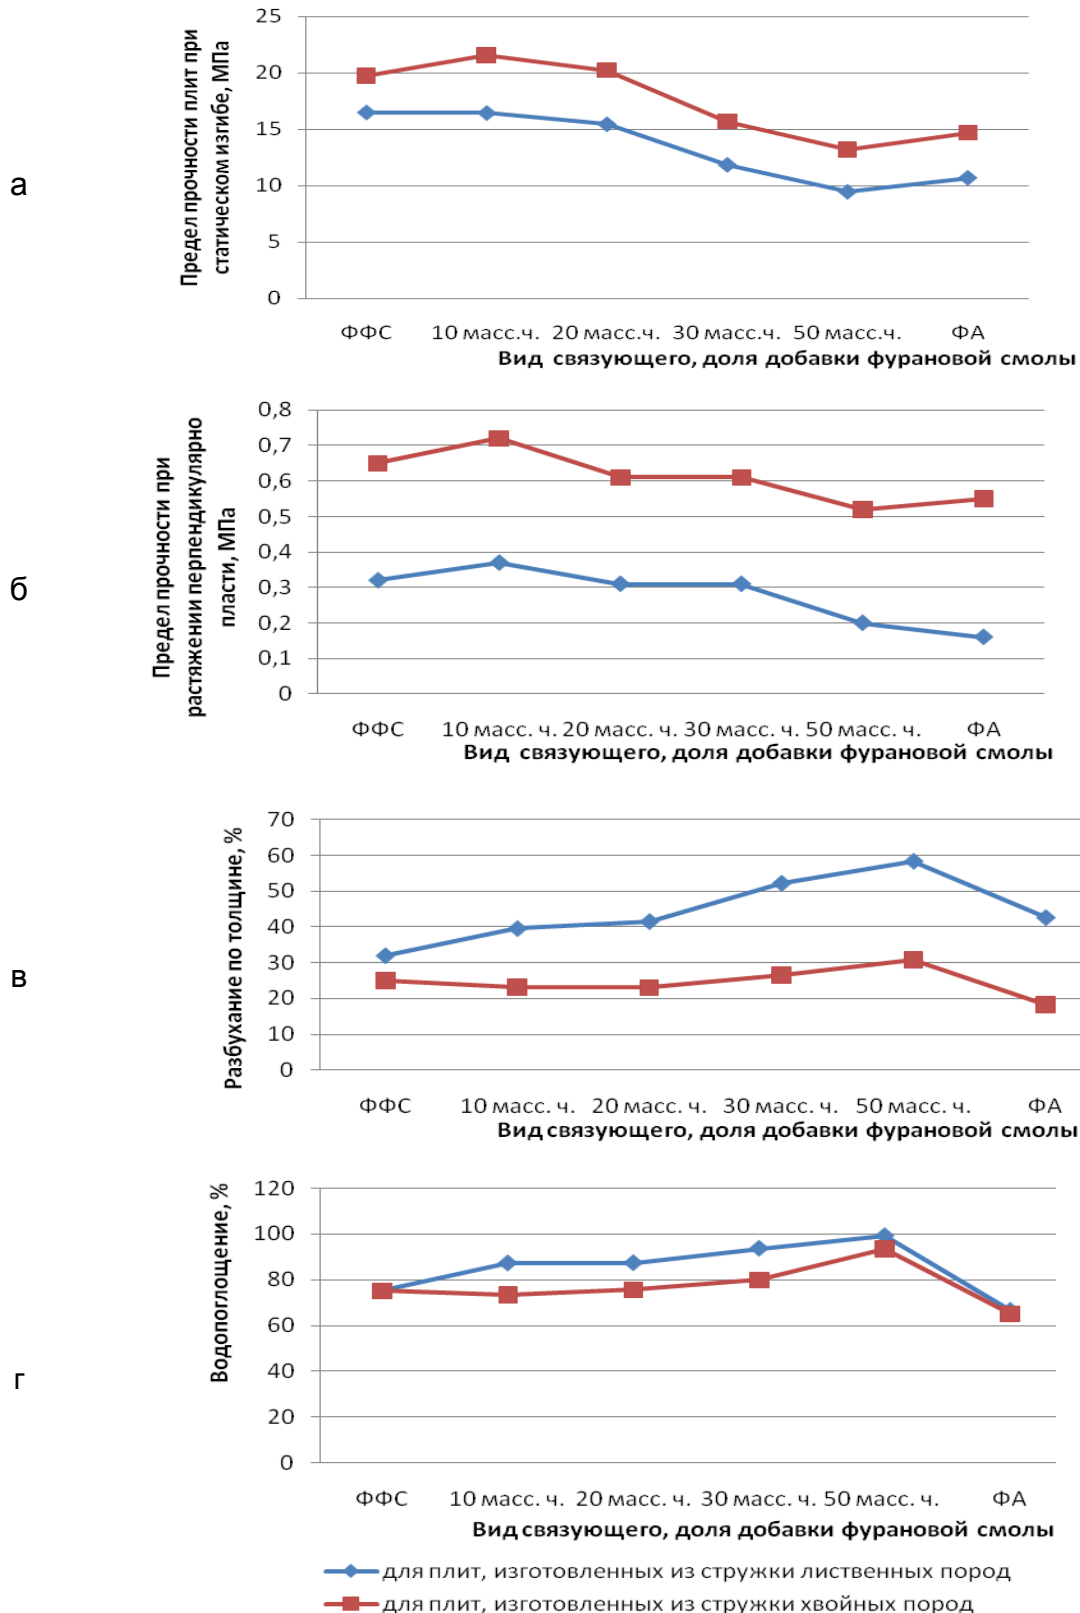 а
Предел прочности плит при
статическом изгибе, МПа
25
20
15
10
5
0
ФФС 10 масс.ч. 20 масс.ч. 30 масс.ч. 50 масс.ч. ФА
Вид связующего, доля добавки фурановой смолы
б
Предел прочности при
растяжении перпендикулярно
пласти, МПа
0,8
0,7
0,6
0,5
0,4
0,3
0,2
0,1
0
ФФС 10 масс. ч. 20 масс. ч. 30 масс. ч. 50 масс. ч. ФА
Вид связующего, доля добавки фурановой смолы
в
Разбухание по толщине, %
70
60
50
40
30
20
10
0
ФФС 10 масс. ч. 20 масс. ч. 30 масс. ч. 50 масс. ч. ФА
Вид связующего, доля добавки фурановой смолы
г
Водопоглощение, %
120
100
80
60
40
20
0
ФФС 10 масс. ч. 20 масс. ч. 30 масс. ч. 50 масс. ч. ФА
Вид связующего, доля добавки фурановой смолы
для плит, изготовленных из стружки лиственных пород
для плит, изготовленных из стружки хвойных пород